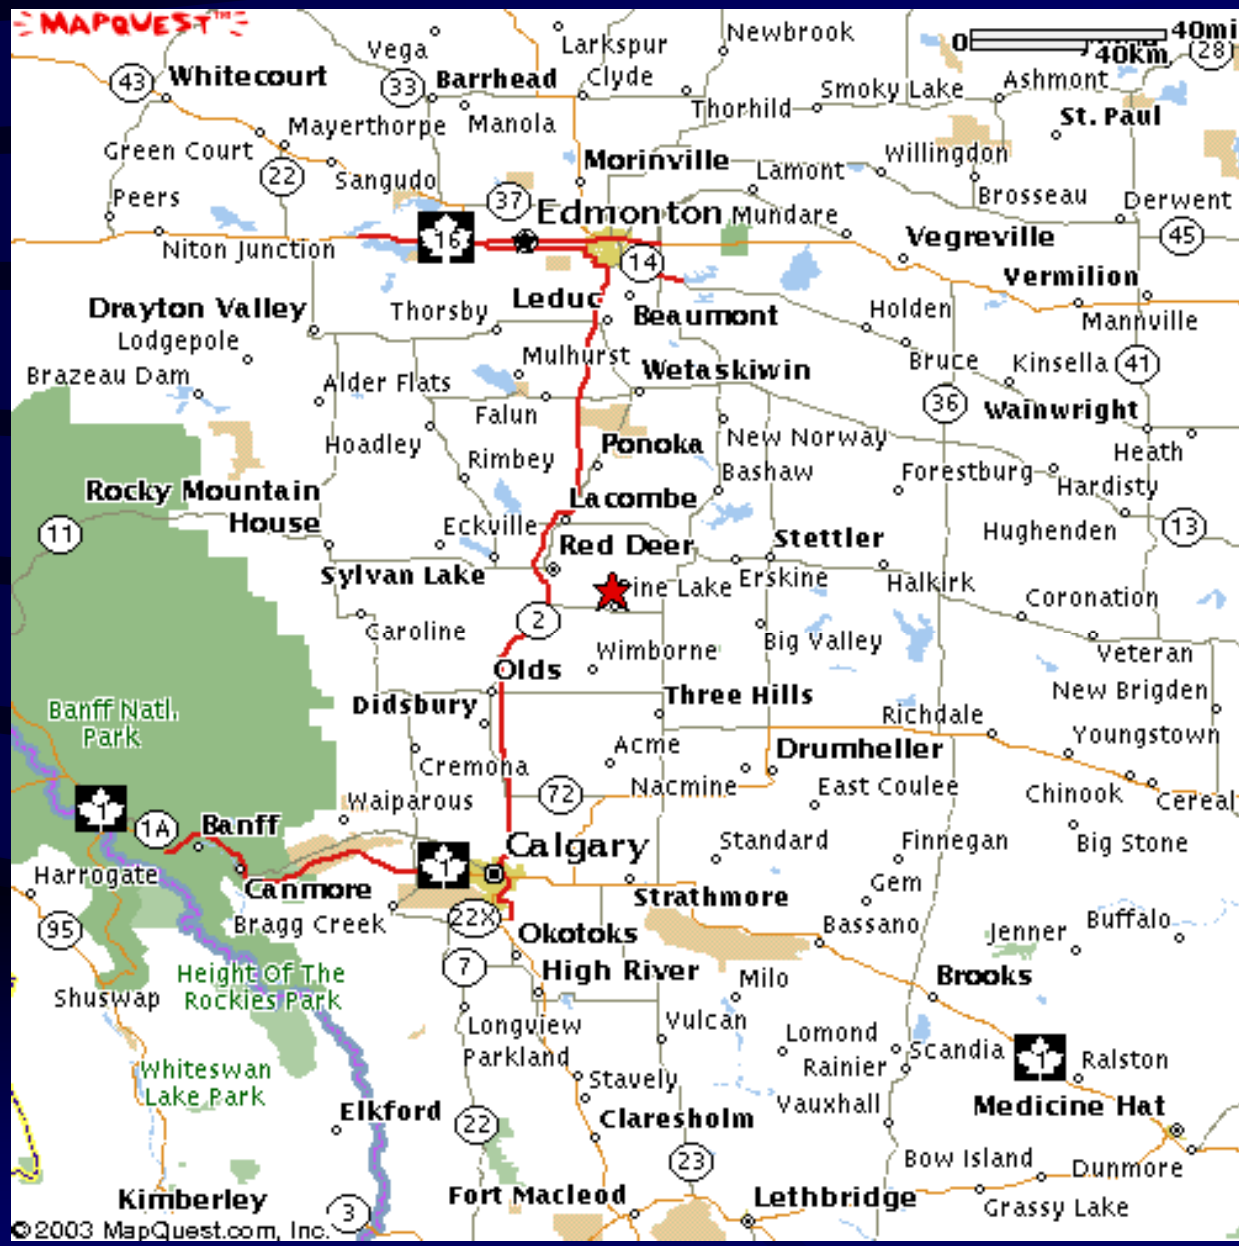 MAPQUEST™
0 40mi
40km
28
Vega
Larkspur
Newbrook
43
Whitecourt
33
Barrhead
Clyde
Ashmont
Smoky Lake
Thorhild
St. Paul
Mayerthorpe
Manola
Green Court
Morinville
Willingdon
22
Sangudo
Lamont
Peers
37
Edmonton
Mundare
Brosseau
Derwent
16
Niton Junction
14
Vegreville
45
Vermilion
Leduc
Drayton Valley
Thorsby
Beaumont
Holden
Mannville
Lodgepole
Mulhurst
Bruce
Kinsella
41
Brazeau Dam
Alder Flats
Wetaskiwin
36
Wainwright
Falun
Hoadley
Ponoka
New Norway
Heath
Rimbey
Bashaw
Forestburg
Hardisty
Rocky Mountain
House
Lacombe
11
Eckville
Red Deer
Stettler
Hughenden
13
Sylvan Lake
Pine Lake
Erskine
Halkirk
Coronation
2
Caroline
Wimborne
Big Valley
Veteran
Olds
Banff Natl.
Park
Didsbury
Three Hills
New Brigden
Richdale
Acme
Drumheller
Youngstown
Cremona
Nacmine
East Coulee
Chinook
Cereal
72
Waiparous
1
1A
Banff
Calgary
Standard
Finnegan
Big Stone
1
Harrogate
Canmore
Strathmore
Gem
Bragg Creek
22X
Bassano
Buffalo
95
Okotoks
Jenner
7
High River
Height Of The
Rockies Park
Milo
Brooks
Shuswap
Longview
Vulcan
Lomond
Parkland
Rainier
Scandia
1
Ralston
Whiteswan
Lake Park
Stavely
Elkford
22
Claresholm
Vauxhall
Medicine Hat
23
Bow Island
Dunmore
Kimberley
3
Fort Macleod
Lethbridge
Grassy Lake
©2003 MapQuest.com, Inc.